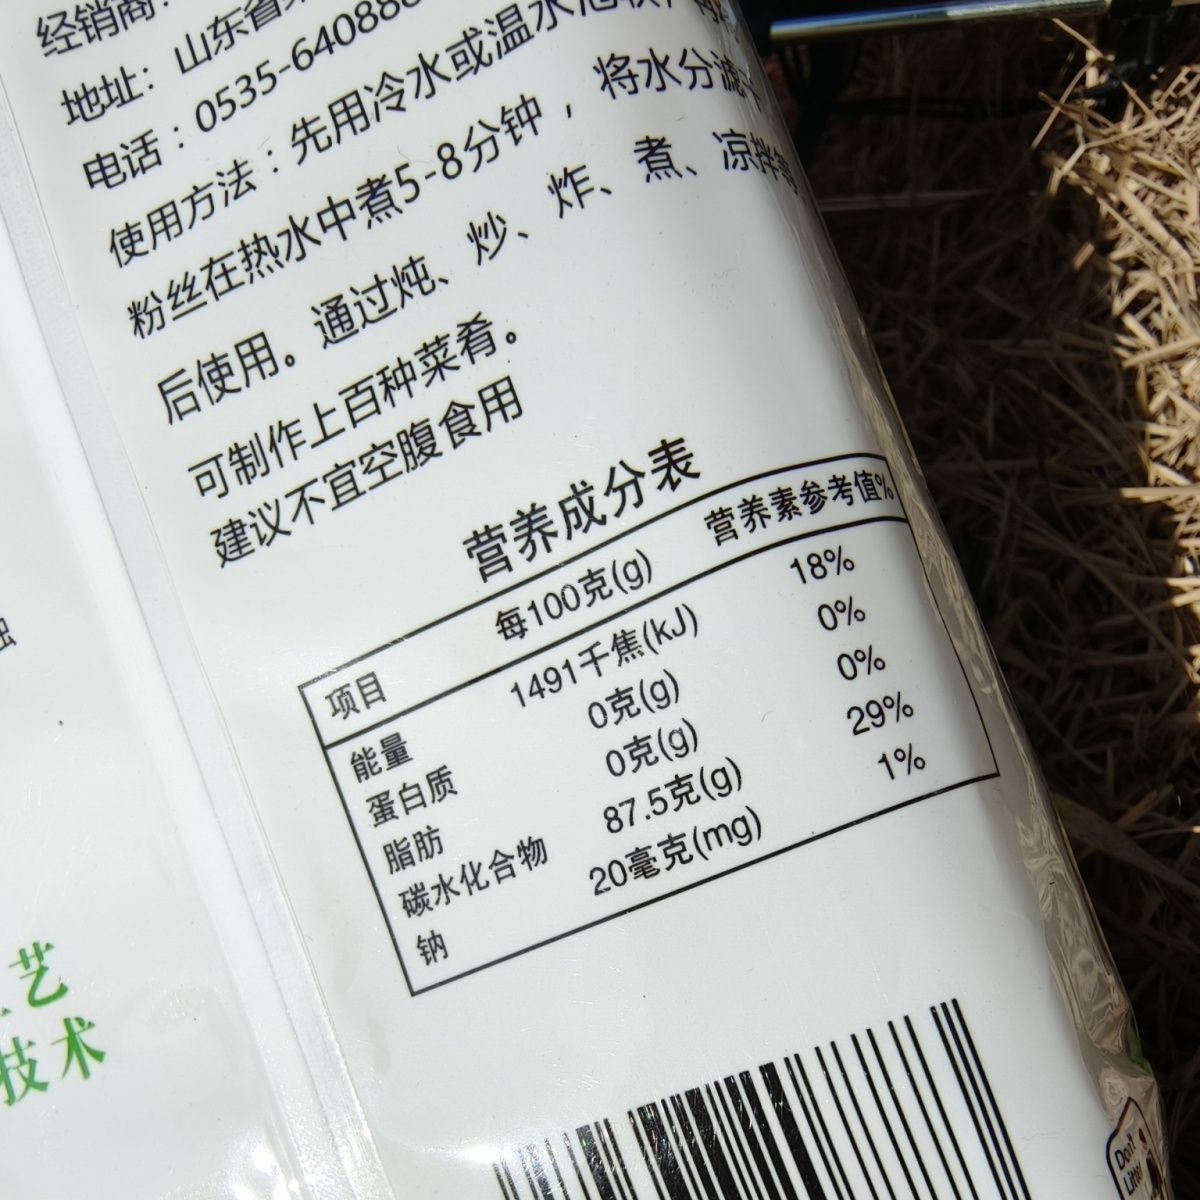 经销商：
地址：山东省
电话：0535-640888
使用方法：先用冷水或温水泡软，再
粉丝在热水中煮5-8分钟，将水分滤干
后使用。通过炖、炒、炸、煮、凉拌等
可制作上百种菜肴。
建议不宜空腹食用
营养成分表
项目 每100克(g) 营养素参考值%
能量 1491千焦(kJ) 18%
蛋白质 0克(g) 0%
脂肪 0克(g) 0%
碳水化合物 87.5克(g) 29%
钠 20毫克(mg) 1%
艺
技术
Don't
Litter